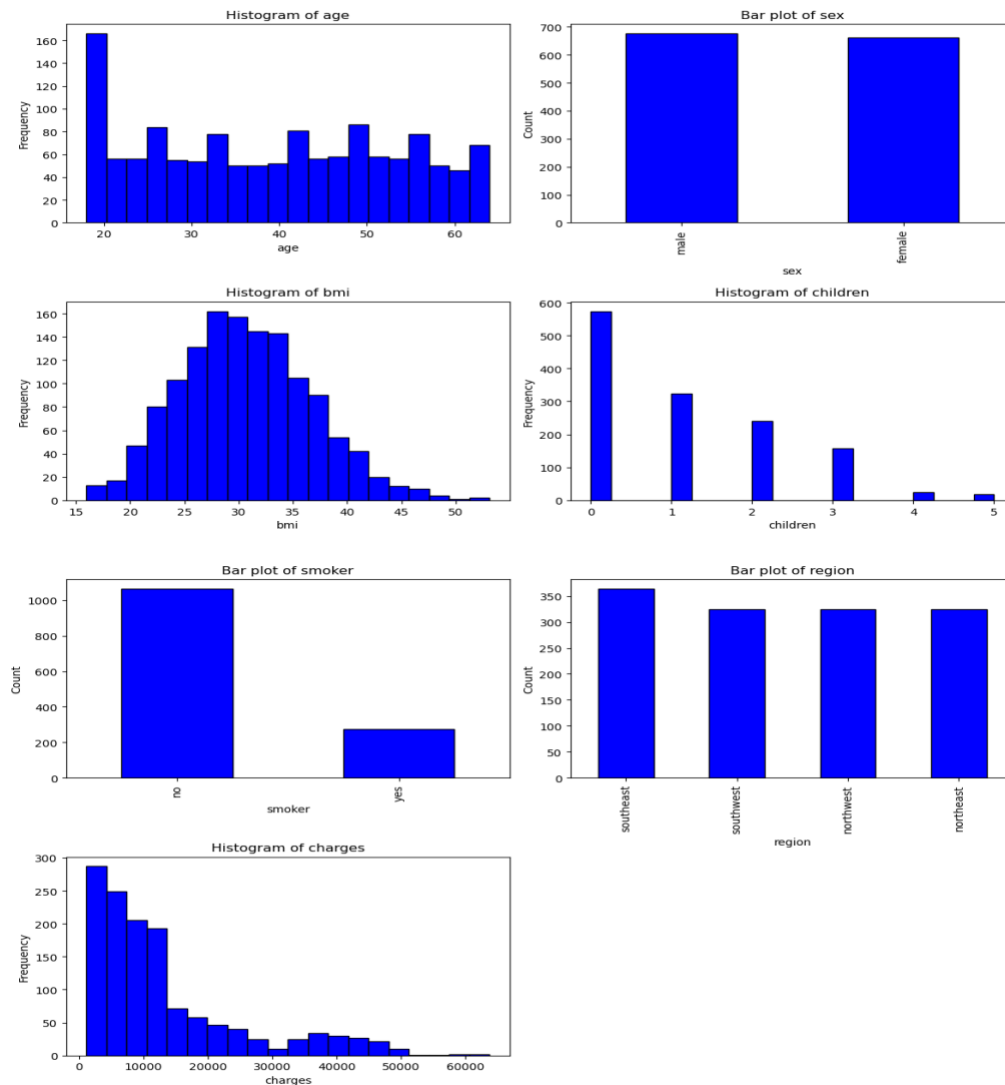 Histogram of age
160
140
120
100
80
60
40
20
0
Frequency
20 30 40 50 60
age
Bar plot of sex
700
600
500
400
300
200
100
0
Count
male female
sex
Histogram of bmi
160
140
120
100
80
60
40
20
0
Frequency
15 20 25 30 35 40 45 50
bmi
Histogram of children
600
500
400
300
200
100
0
Frequency
0 1 2 3 4 5
children
Bar plot of smoker
1000
800
600
400
200
0
Count
no yes
smoker
Bar plot of region
350
300
250
200
150
100
50
0
Count
southeast southwest northwest northeast
region
Histogram of charges
300
250
200
150
100
50
0
Frequency
0 10000 20000 30000 40000 50000 60000
charges